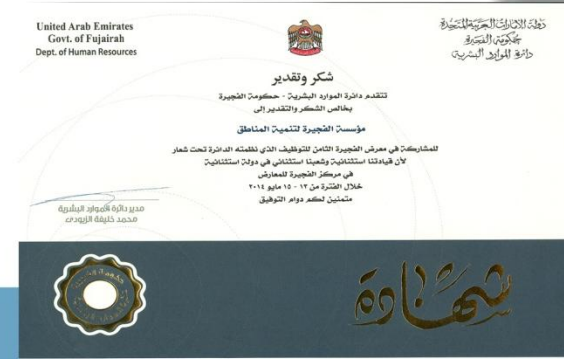 United Arab Emirates
Govt. of Fujairah
Dept. of Human Resources
دولة الإمارات العربية المتحدة
حكومة الفجيرة
دائرة الموارد البشرية
شكر وتقدير
تتقدم دائرة الموارد البشرية - حكومة الفجيرة
بخالص الشكر والتقدير إلى
مؤسسة الفجيرة لتنمية المناطق
للمشاركة في معرض الفجيرة الثامن للتوظيف الذي نظمته الدائرة تحت شعار
لأن قيادتنا استثنائية وشعبنا استثنائي في دولة استثنائية
في مركز الفجيرة للمعارض
خلال الفترة من ١٣ - ١٥ مايو ٢٠١٤
متمنين لكم دوام التوفيق
مدير دائرة الموارد البشرية
محمد خليفة الزيودي
شهادة